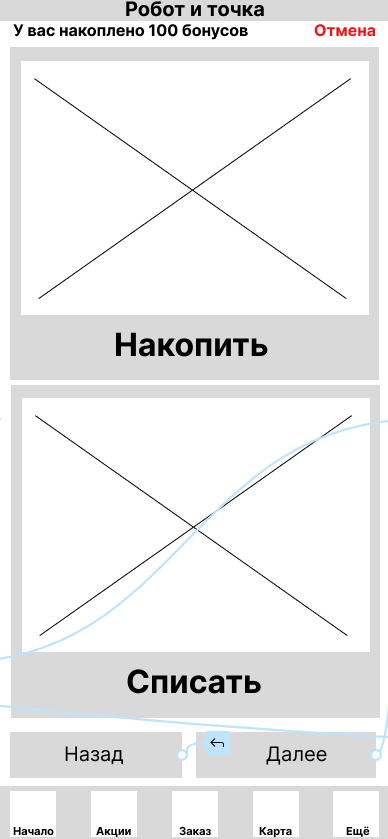 Робот и точка
У вас накоплено 100 бонусов
Отмена
Накопить
Списать
Назад
Далее
Начало
Акции
Заказ
Карта
Ещё